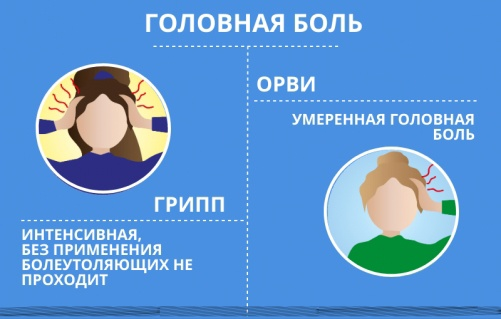 ГОЛОВНАЯ БОЛЬ
ГРИПП
ИНТЕНСИВНАЯ,
БЕЗ ПРИМЕНЕНИЯ
БОЛЕУТОЛЯЮЩИХ НЕ
ПРОХОДИТ
ОРВИ
УМЕРЕННАЯ ГОЛОВНАЯ
БОЛЬ